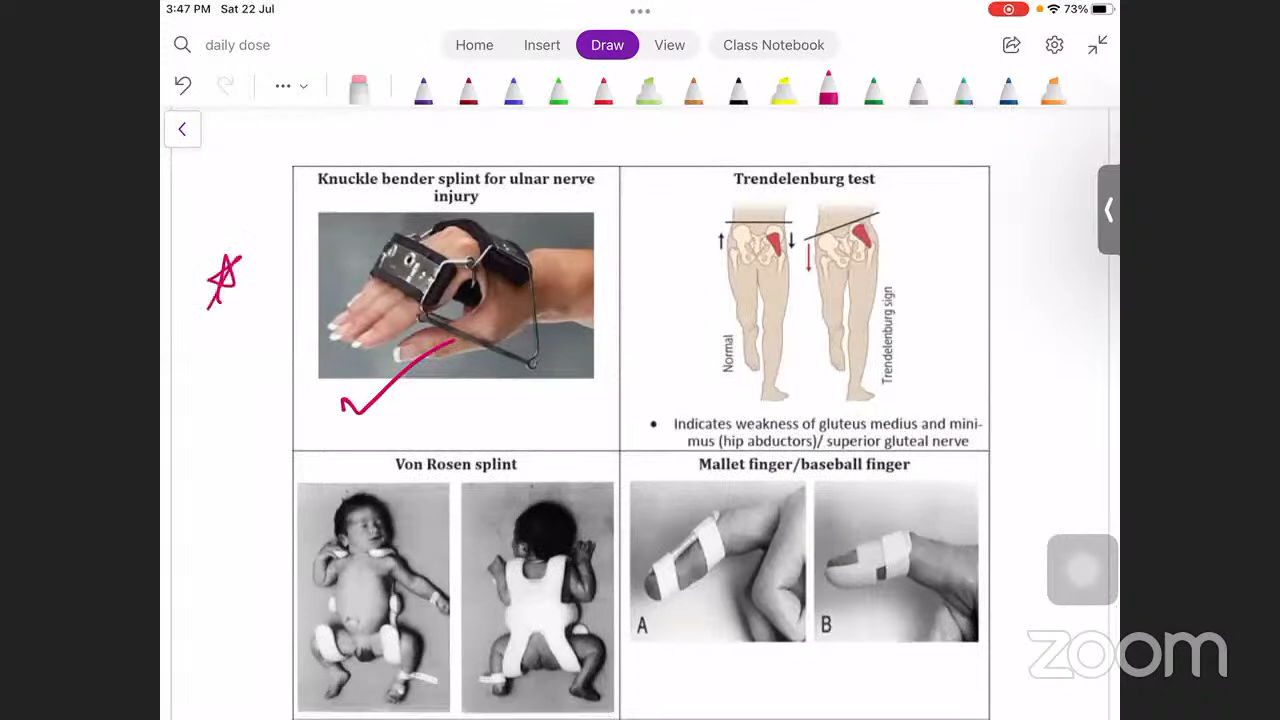 3:47 PM Sat 22 Jul
73%
daily dose
Home Insert Draw View Class Notebook
Knuckle bender splint for ulnar nerve
injury
Trendelenburg test
Normal
Trendelenburg sign
• Indicates weakness of gluteus medius and mini-
mus (hip abductors)/ superior gluteal nerve
Von Rosen splint
Mallet finger/baseball finger
A
B
zoom